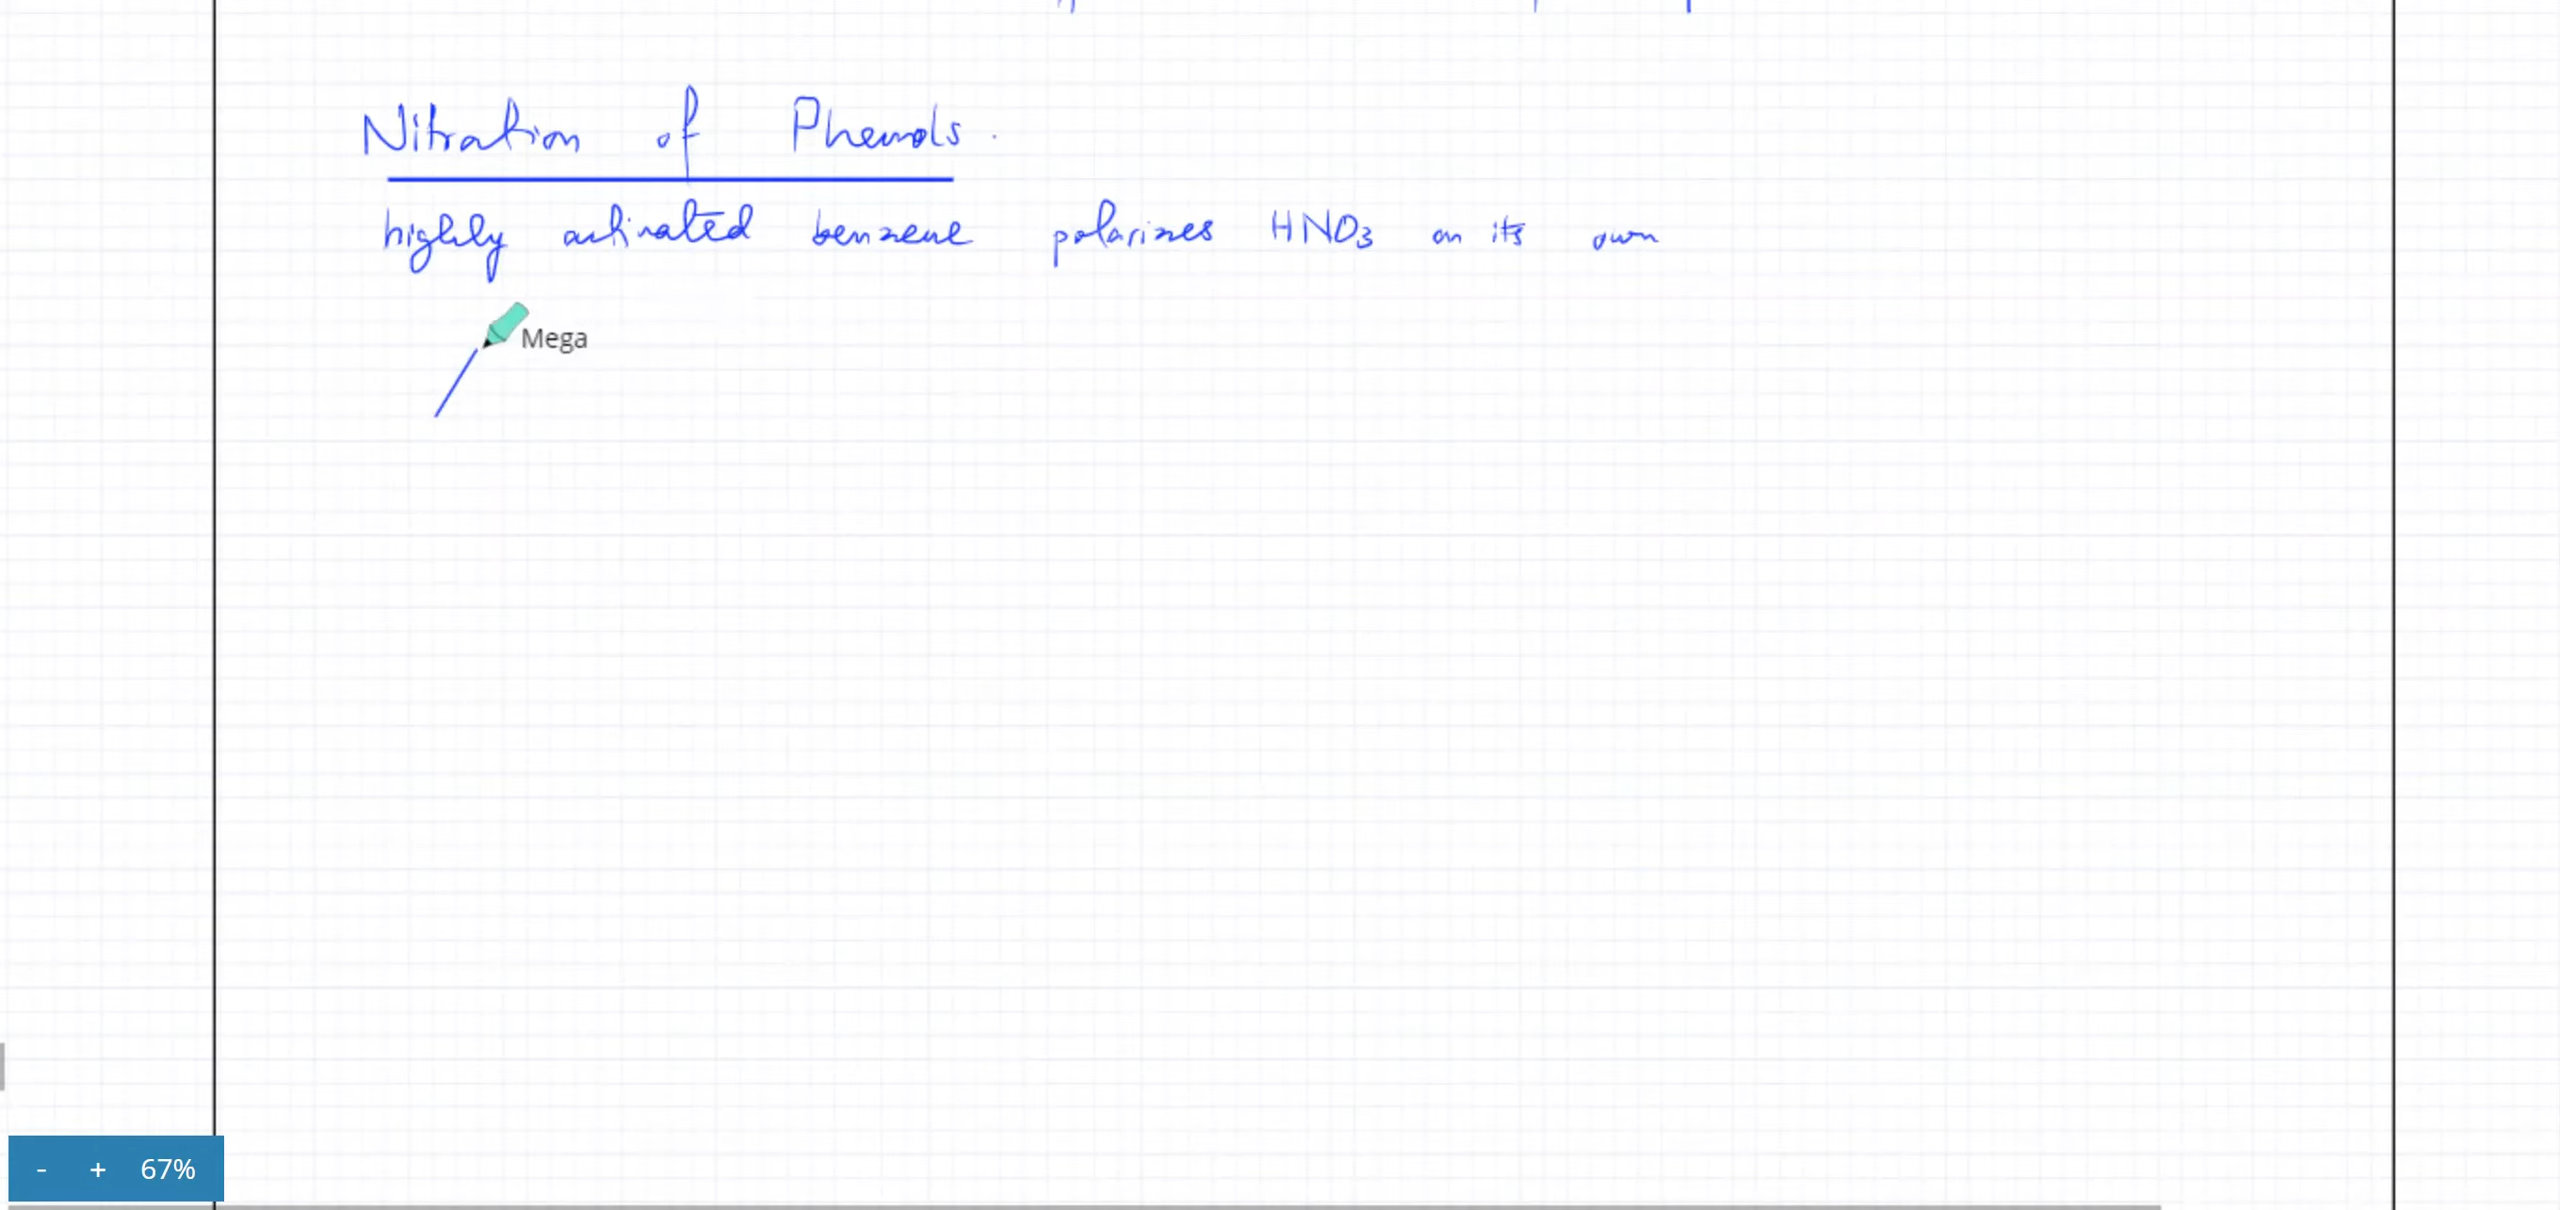 Nitration of Phenols.
highly activated benzene polarizes HNO3 on its own
Mega
- + 67%